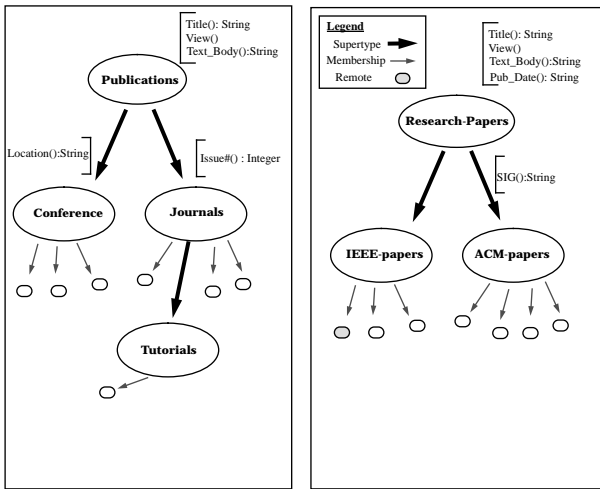 Title(): String
View()
Text_Body():String
Publications
Location():String
Issue#() : Integer
Conference
Journals
Tutorials
Legend
Supertype
Membership
Remote
Title(): String
View()
Text_Body():String
Pub_Date(): String
Research-Papers
SIG():String
IEEE-papers
ACM-papers